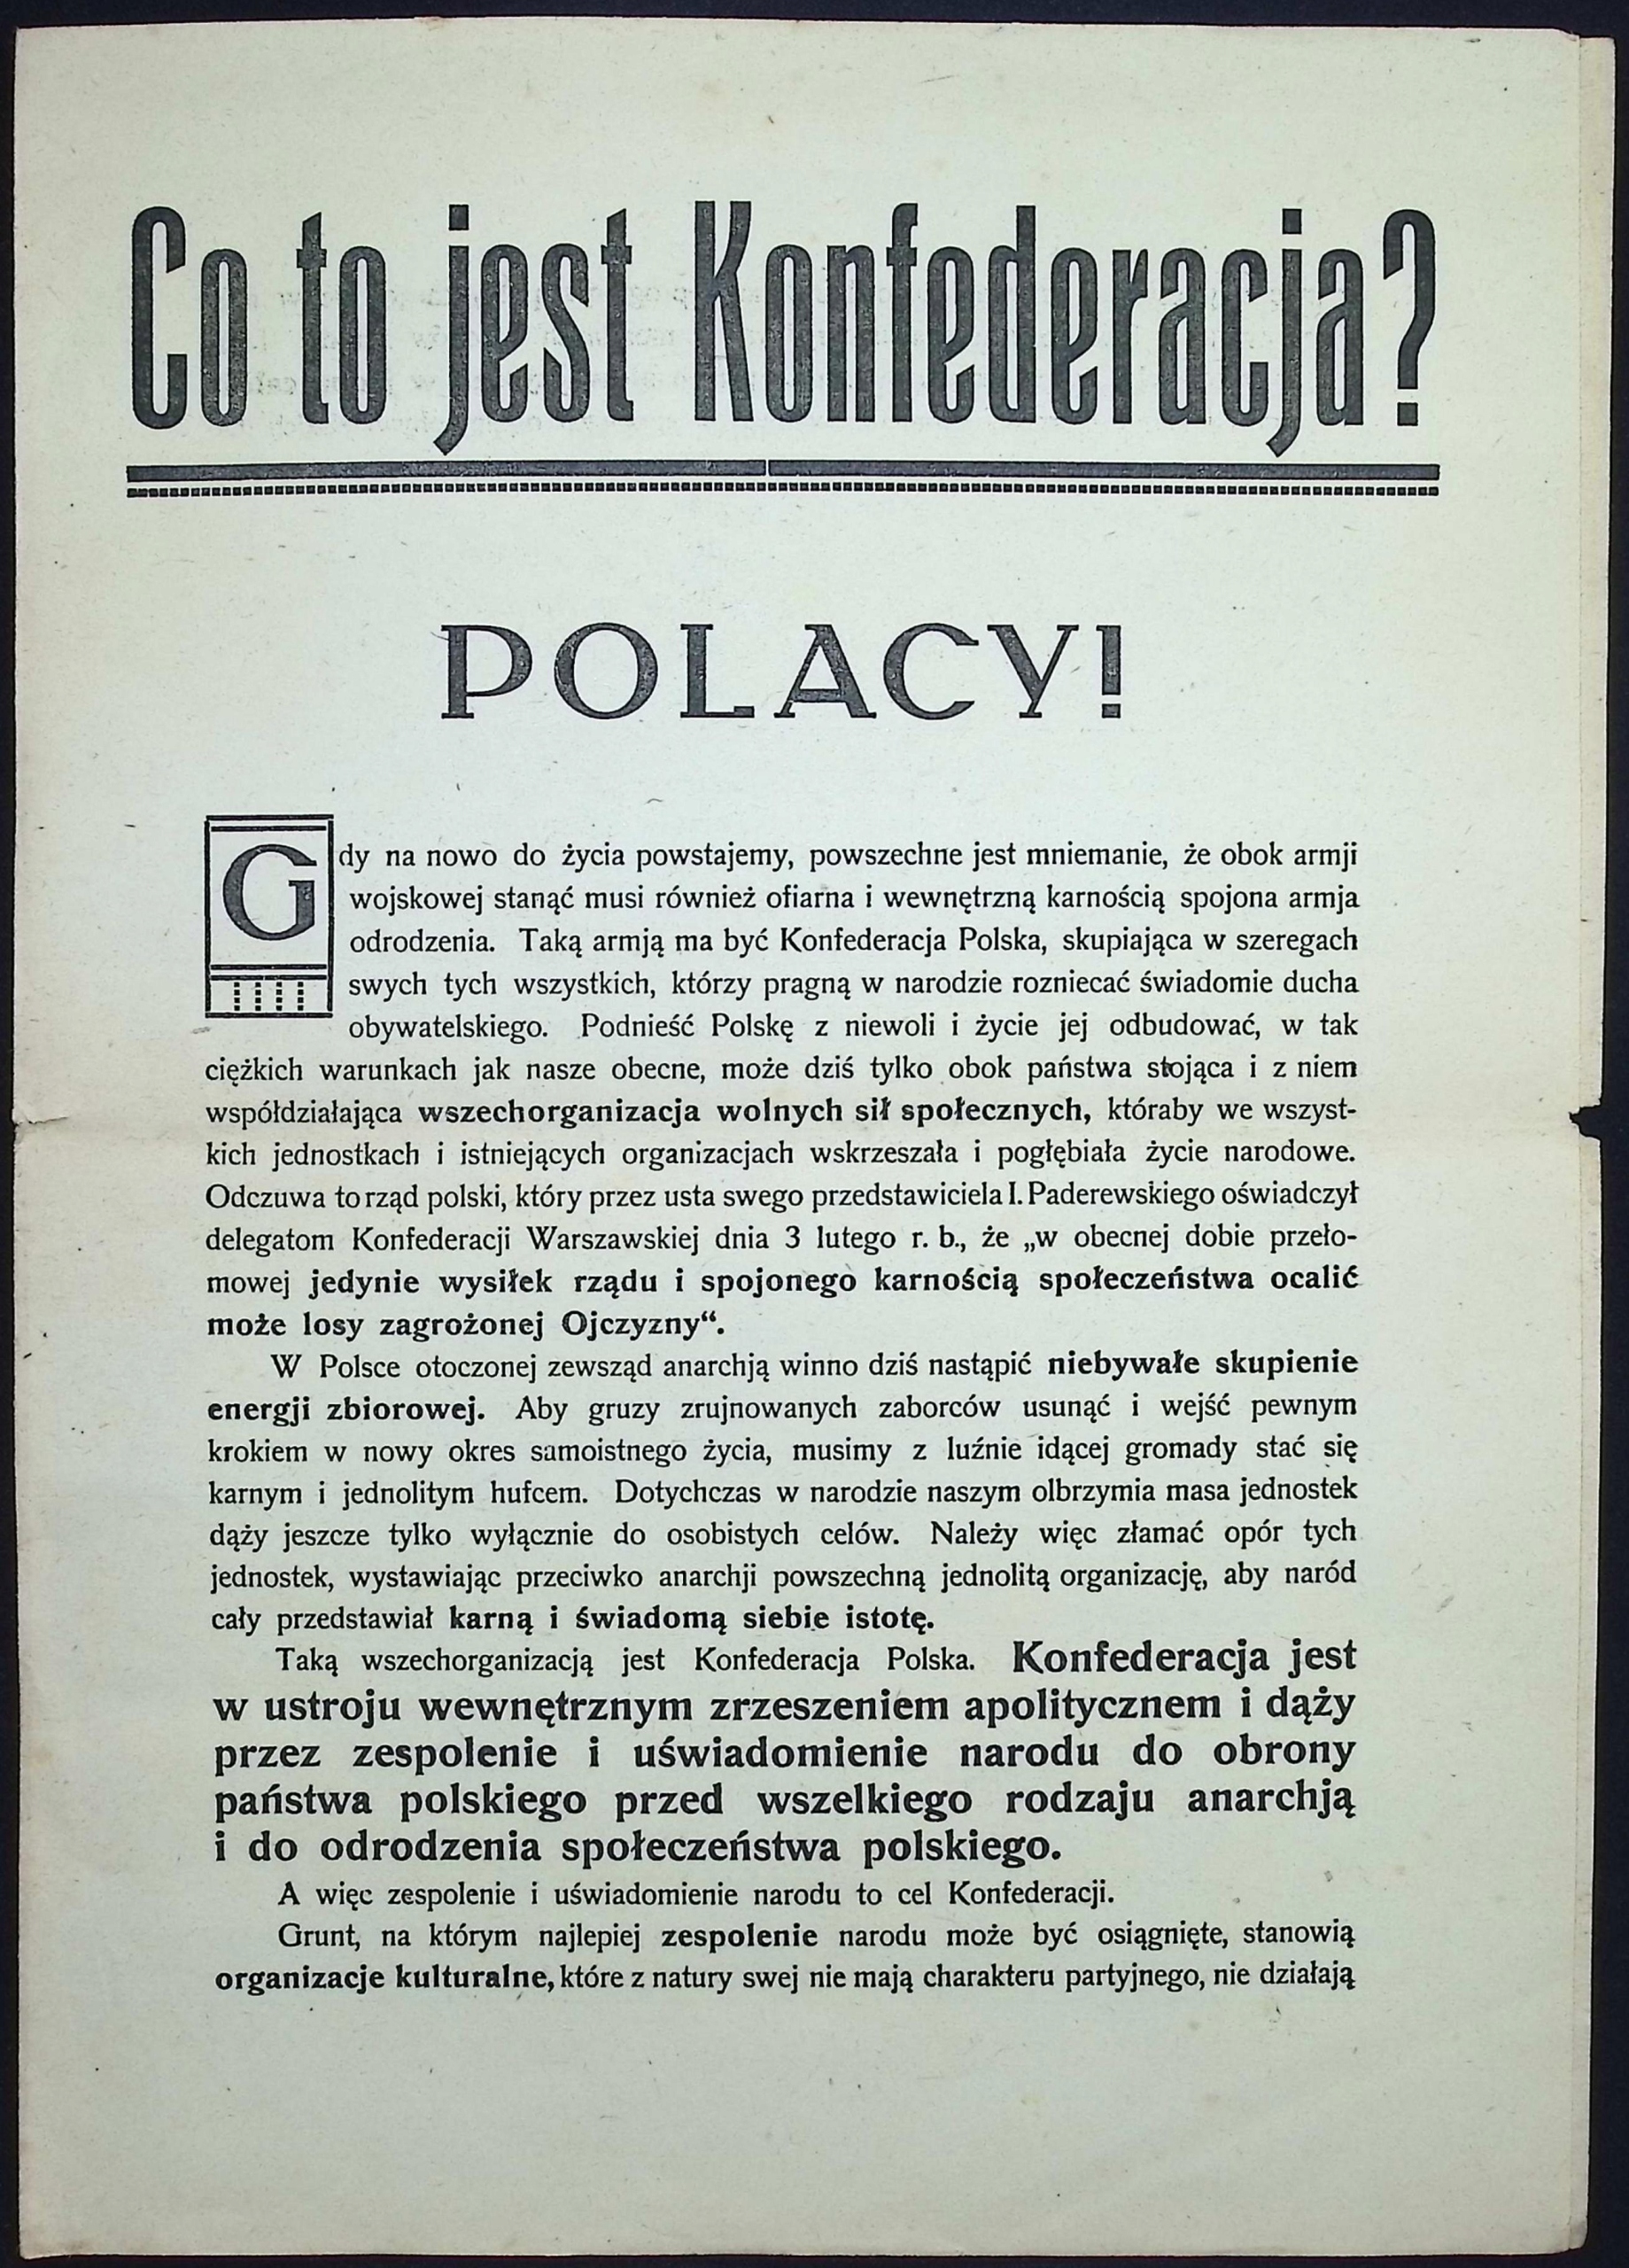 Co to jest Konfederacja?
POLACY!
Gdy na nowo do życia powstajemy, powszechne jest mniemanie, że obok armji
wojskowej stanąć musi również ofiarna i wewnętrzną karnością spojona armja
odrodzenia. Taką armją ma być Konfederacja Polska, skupiająca w szeregach
swych tych wszystkich, którzy pragną w narodzie rozniecać świadomie ducha
obywatelskiego. Podnieść Polskę z niewoli i życie jej odbudować, w tak
ciężkich warunkach jak nasze obecne, może dziś tylko obok państwa stojąca i z niem
współdziałająca wszechorganizacja wolnych sił społecznych, któraby we wszyst-
kich jednostkach i istniejących organizacjach wskrzeszała i pogłębiała życie narodowe.
Odczuwa to rząd polski, który przez usta swego przedstawiciela I. Paderewskiego oświadczył
delegatom Konfederacji Warszawskiej dnia 3 lutego r. b., że „w obecnej dobie przeło-
mowej jedynie wysiłek rządu i spojonego karnością społeczeństwa ocalić
może losy zagrożonej Ojczyzny“.
W Polsce otoczonej zewsząd anarchją winno dziś nastąpić niebywałe skupienie
energji zbiorowej. Aby gruzy zrujnowanych zaborców usunąć i wejść pewnym
krokiem w nowy okres samoistnego życia, musimy z luźnie idącej gromady stać się
karnym i jednolitym hufcem. Dotychczas w narodzie naszym olbrzymia masa jednostek
dąży jeszcze tylko wyłącznie do osobistych celów. Należy więc złamać opór tych
jednostek, wystawiając przeciwko anarchji powszechną jednolitą organizację, aby naród
cały przedstawiał karną i świadomą siebie istotę.
Taką wszechorganizacją jest Konfederacja Polska. Konfederacja jest
w ustroju wewnętrznym zrzeszeniem apolitycznem i dąży
przez zespolenie i uświadomienie narodu do obrony
państwa polskiego przed wszelkiego rodzaju anarchją
i do odrodzenia społeczeństwa polskiego.
A więc zespolenie i uświadomienie narodu to cel Konfederacji.
Grunt, na którym najlepiej zespolenie narodu może być osiągnięte, stanowią
organizacje kulturalne, które z natury swej nie mają charakteru partyjnego, nie działają